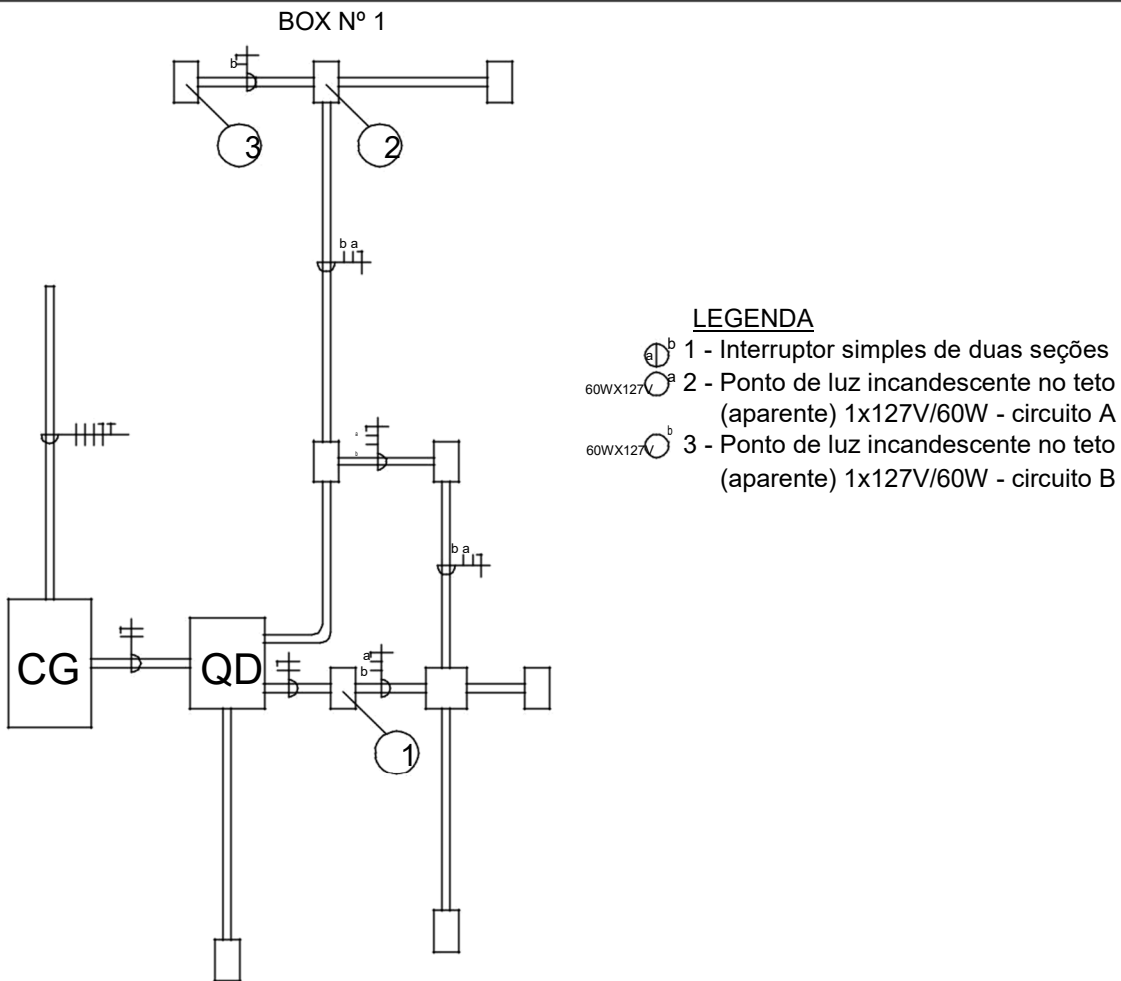 BOX Nº 1
b
3
2
b a
LEGENDA
a b 1 - Interruptor simples de duas seções
60WX127V a 2 - Ponto de luz incandescente no teto
(aparente) 1x127V/60W - circuito A
60WX127V b 3 - Ponto de luz incandescente no teto
(aparente) 1x127V/60W - circuito B
b a
CG
QD
a
b
1